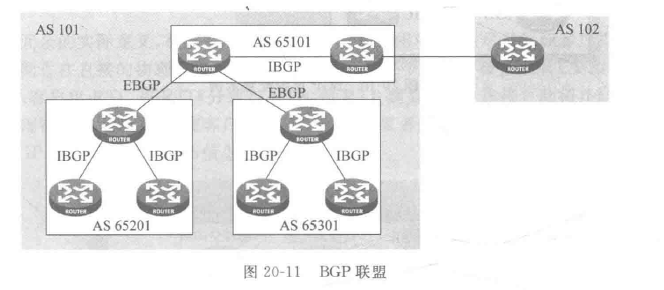 AS 101
AS 65101
AS 102
ROUTER
ROUTER
ROUTER
IBGP
EBGP
EBGP
ROUTER
ROUTER
IBGP
IBGP
IBGP
IBGP
ROUTER
ROUTER
ROUTER
ROUTER
AS 65201
AS 65301
图 20-11 BGP 联盟